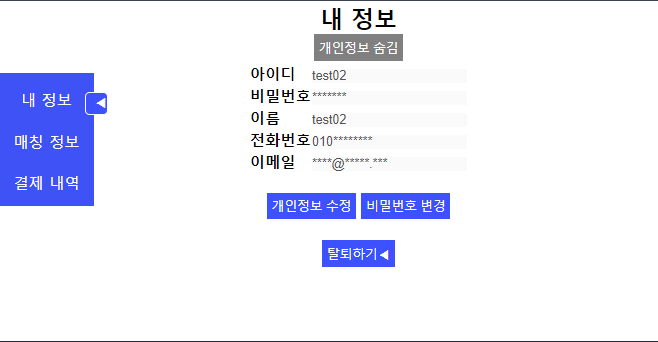 내 정보
개인정보 숨김
아이디 test02
비밀번호 *******
이름 test02
전화번호 010********
이메일 ****@*****.***
개인정보 수정 비밀번호 변경
탈퇴하기◀
내 정보 ◀
매칭 정보
결제 내역